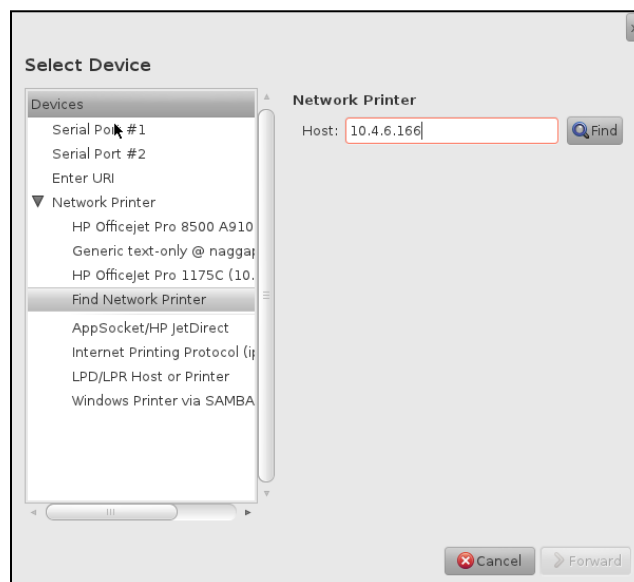 Select Device
Devices
Serial Port #1
Serial Port #2
Enter URI
Network Printer
HP Officejet Pro 8500 A910
Generic text-only @ naggap
HP OfficeJet Pro 1175C (10.
Find Network Printer
AppSocket/HP JetDirect
Internet Printing Protocol (ip
LPD/LPR Host or Printer
Windows Printer via SAMBA
Network Printer
Host: 10.4.6.166 Find
Cancel Forward